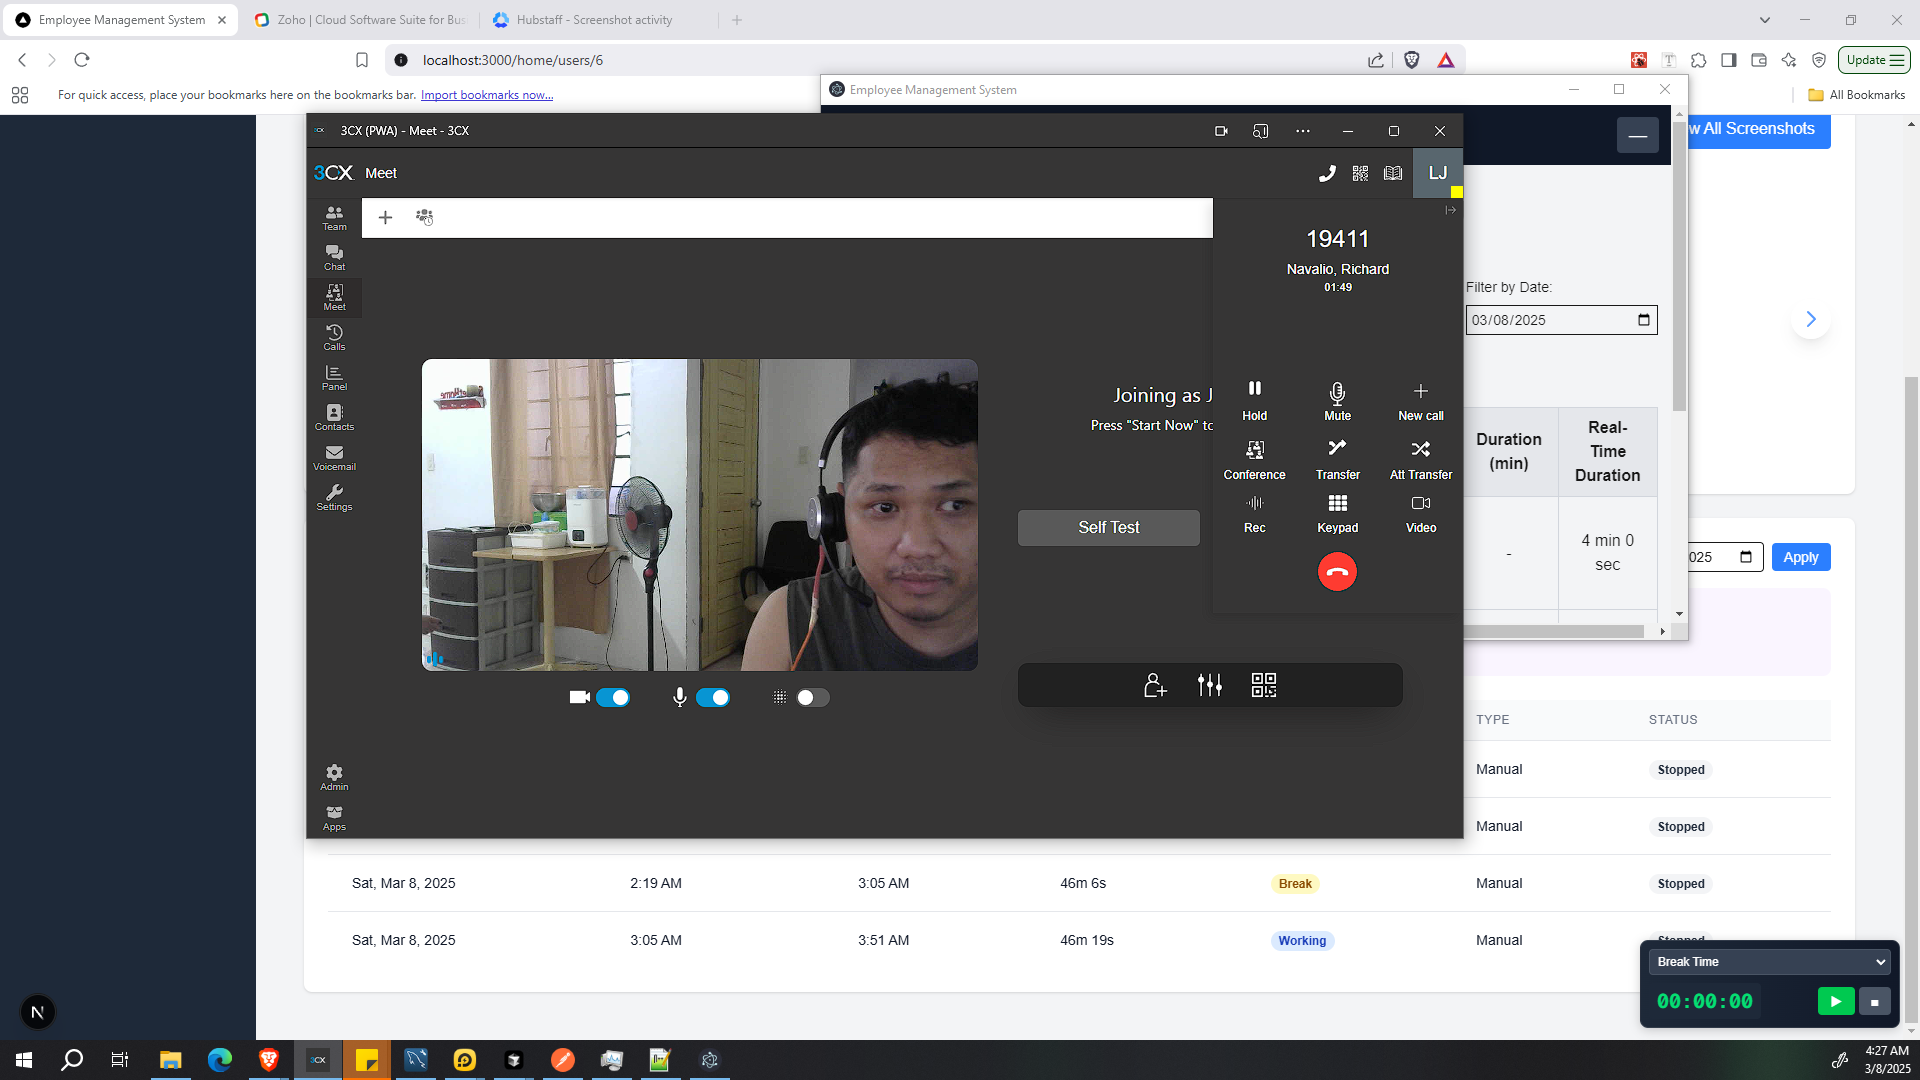 Employee Management System
Zoho | Cloud Software Suite for Bus
Hubstaff - Screenshot activity
localhost:3000/home/users/6
Update
For quick access, place your bookmarks here on the bookmarks bar. Import bookmarks now...
All Bookmarks
Employee Management System
w All Screenshots
3CX (PWA) - Meet - 3CX
3CX Meet
LJ
Team
Chat
Meet
Calls
Panel
Contacts
Voicemail
Settings
Admin
Apps
Joining as J
Press "Start Now" to
Self Test
19411
Navalio, Richard
01:49
Hold
Mute
New call
Conference
Transfer
Att Transfer
Rec
Keypad
Video
Filter by Date:
03/08/2025
Duration (min)
Real-Time Duration
-
4 min 0 sec
025
Apply
TYPE
STATUS
Manual
Stopped
Manual
Stopped
Sat, Mar 8, 2025
2:19 AM
3:05 AM
46m 6s
Break
Manual
Stopped
Sat, Mar 8, 2025
3:05 AM
3:51 AM
46m 19s
Working
Manual
Stopped
Break Time
00:00:00
N
3CX
4:27 AM
3/8/2025